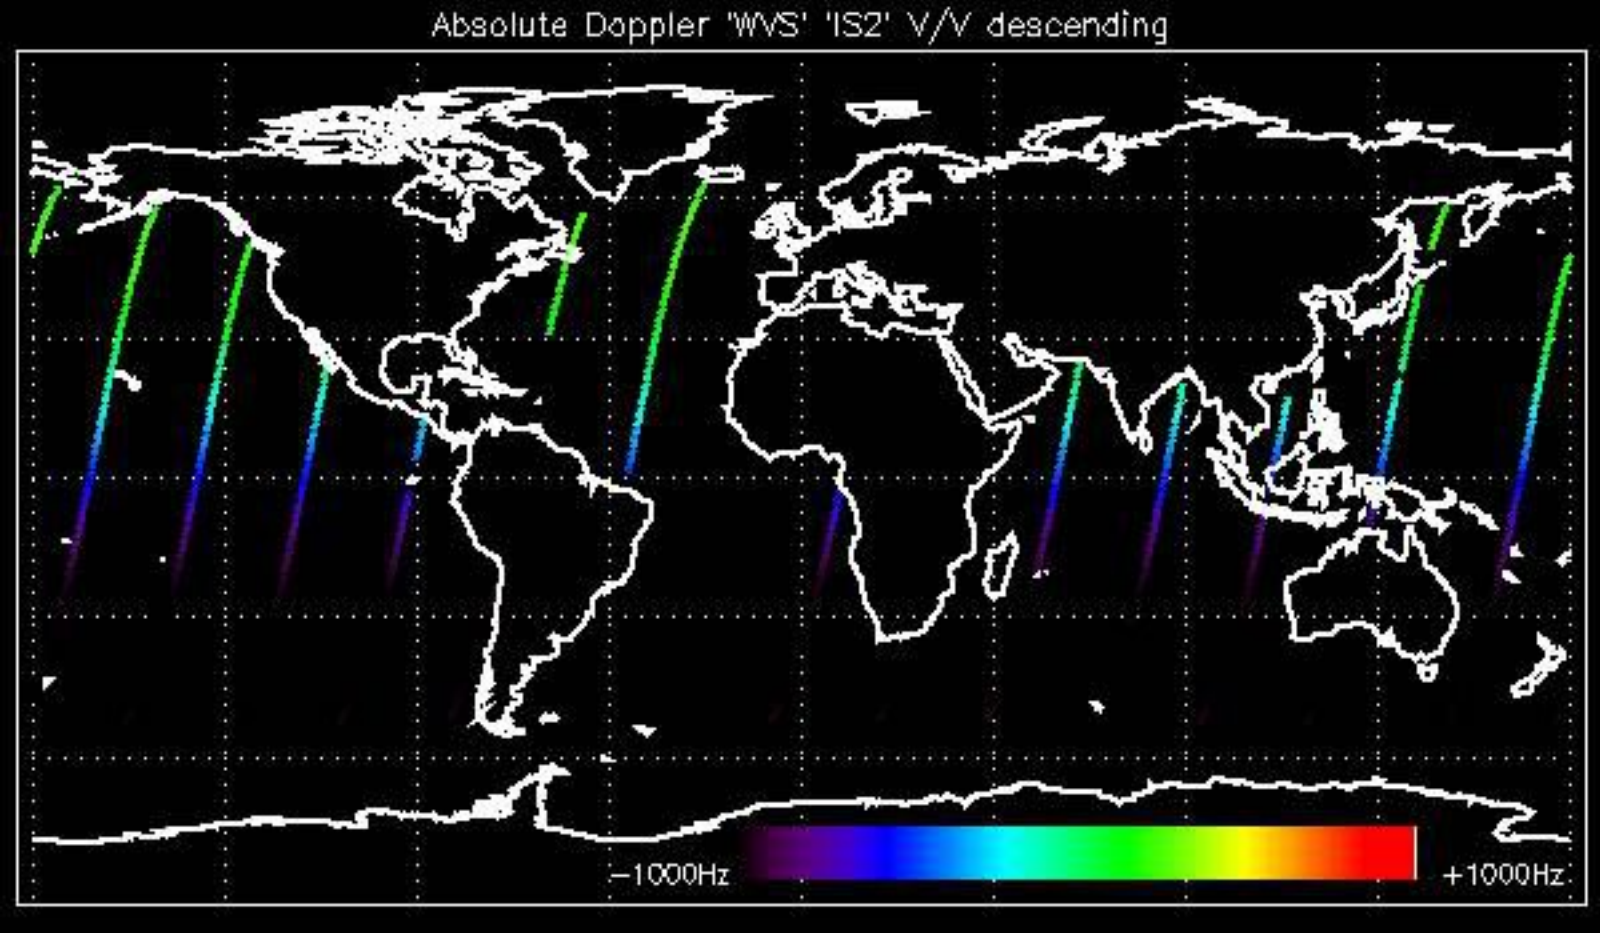 Absolute Doppler 'WVS' 'IS2' V/V descending
−1000Hz
+1000Hz